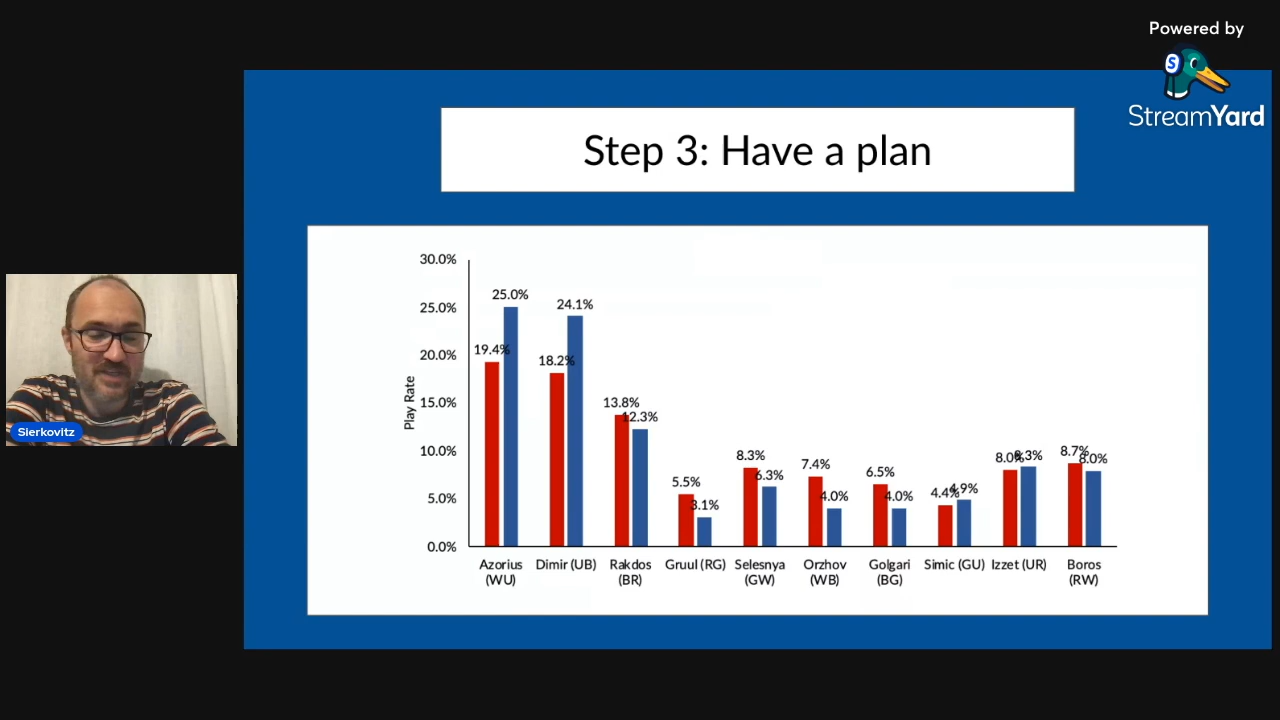 Powered by
StreamYard
Step 3: Have a plan
Sierkovitz
Play Rate
30.0%
25.0%
20.0%
15.0%
10.0%
5.0%
0.0%
19.4% 25.0%
18.2% 24.1%
13.8% 12.3%
5.5% 3.1%
8.3% 6.3%
7.4% 4.0%
6.5% 4.0%
4.4% 4.9%
8.0% 8.3%
8.7% 8.0%
Azorius
(WU)
Dimir (UB)
Rakdos
(BR)
Gruul (RG)
Selesnya
(GW)
Orzhov
(WB)
Golgari
(BG)
Simic (GU)
Izzet (UR)
Boros
(RW)